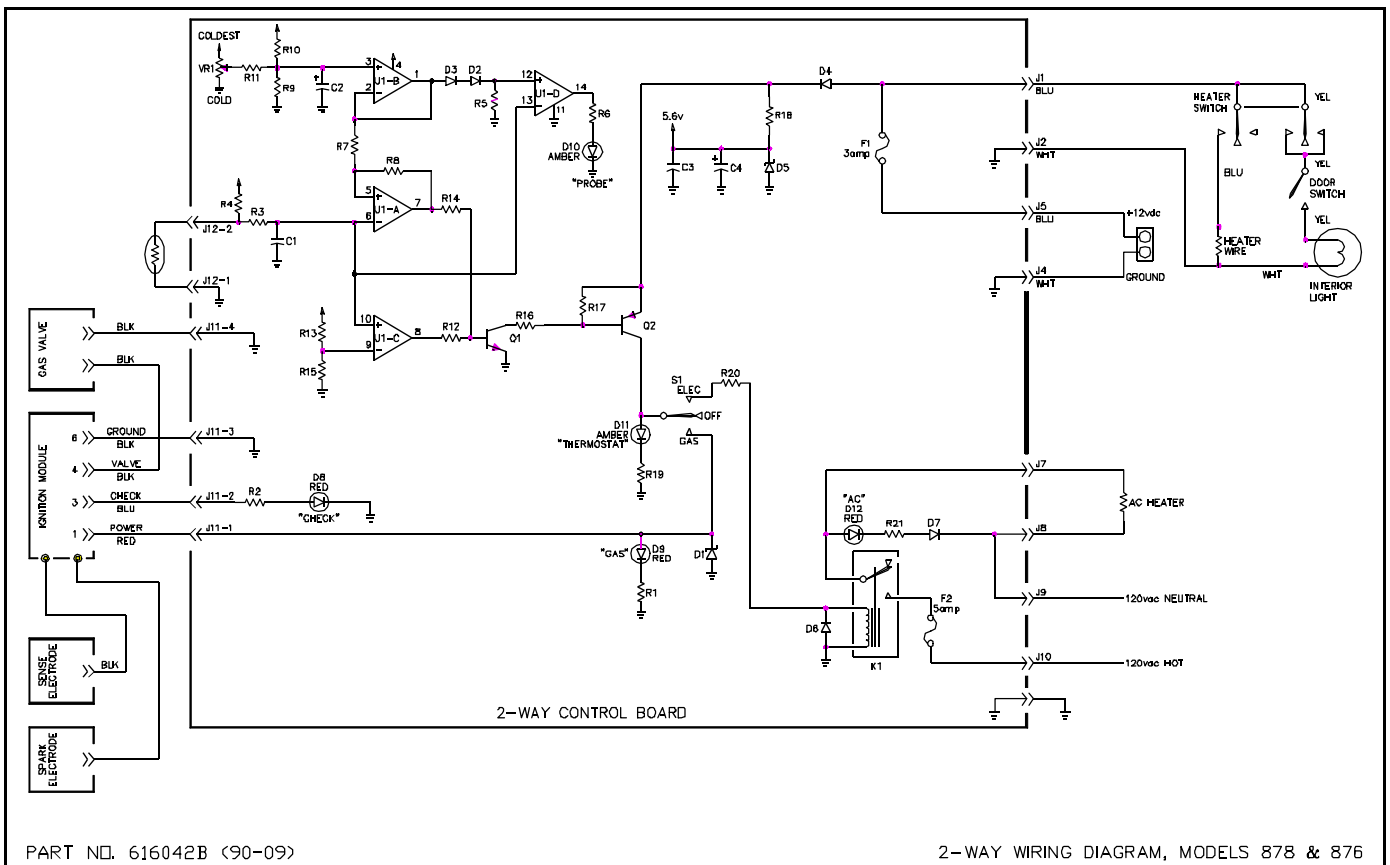 COLDEST
VR1
COLD
R11
R10
R9
C2
3
2
4
1
U1-B
D3
D2
R5
12
13
14
11
U1-D
R6
D10
AMBER
"PROBE"
R7
R8
R4
R3
J12-2
C1
5
6
7
U1-A
R14
J12-1
5.6v
C3
C4
D5
R18
D4
F1
3amp
J1
BLU
J2
WHT
J5
BLU
J4
WHT
+12vdc
GROUND
HEATER
SWITCH
YEL
BLU
YEL
DOOR
SWITCH
YEL
HEATER
WIRE
WHT
INTERIOR
LIGHT
GAS VALVE
BLK
J11-4
BLK
R13
R15
10
9
8
U1-C
R12
Q1
R16
R17
Q2
S1
ELEC
R20
OFF
GAS
D11
AMBER
"THERMOSTAT"
R19
IGNITION MODULE
6
GROUND
BLK
J11-3
4
VALVE
BLK
3
CHECK
BLU
J11-2
R2
D8
RED
"CHECK"
1
POWER
RED
J11-1
"GAS"
D9
RED
R1
D1
J7
AC HEATER
"AC"
D12
RED
R21
D7
J8
J9
120vac NEUTRAL
F2
5amp
D6
K1
J10
120vac HOT
SENSE
ELECTRODE
BLK
SPARK
ELECTRODE
2-WAY CONTROL BOARD
PART NO. 616042B (90-09)
2-WAY WIRING DIAGRAM, MODELS 878 & 876